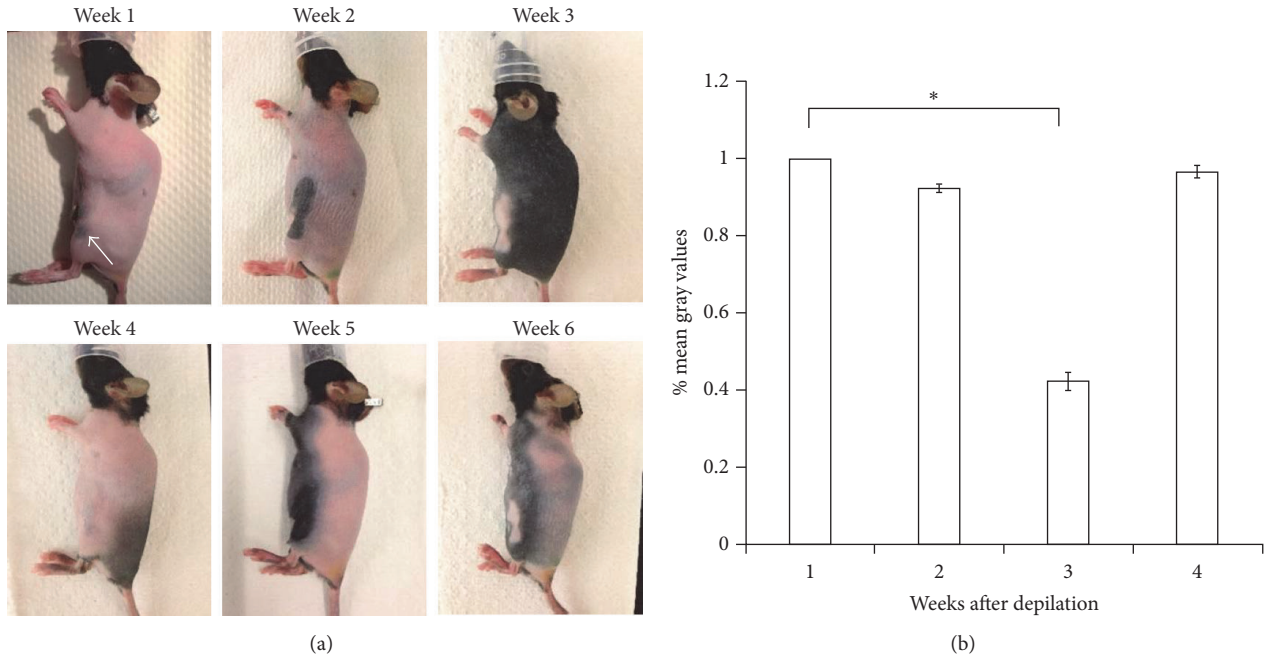 Week 1
Week 2
Week 3
Week 4
Week 5
Week 6
(a)
1.2
1
0.8
0.6
0.4
0.2
0
% mean gray values
*
1
2
3
4
Weeks after depilation
(b)